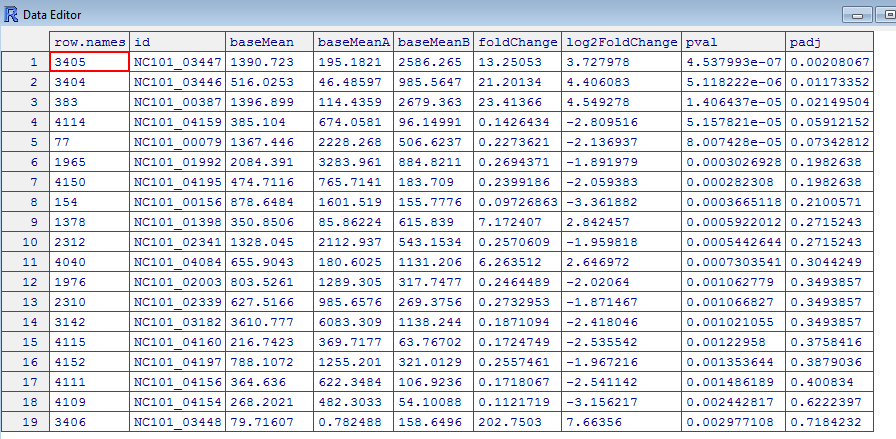 R Data Editor
row.names id baseMean baseMeanA baseMeanB foldChange log2FoldChange pval padj
1 3405 NC101_03447 1390.723 195.1821 2586.265 13.25053 3.727978 4.537993e-07 0.00208067
2 3404 NC101_03446 516.0253 46.48597 985.5647 21.20134 4.406083 5.118222e-06 0.01173352
3 383 NC101_00387 1396.899 114.4359 2679.363 23.41366 4.549278 1.406437e-05 0.02149504
4 4114 NC101_04159 385.104 674.0581 96.14991 0.1426434 -2.809516 5.157821e-05 0.05912152
5 77 NC101_00079 1367.446 2228.268 506.6237 0.2273621 -2.136937 8.007428e-05 0.07342812
6 1965 NC101_01992 2084.391 3283.961 884.8211 0.2694371 -1.891979 0.0003026928 0.1982638
7 4150 NC101_04195 474.7116 765.7141 183.709 0.2399186 -2.059383 0.000282308 0.1982638
8 154 NC101_00156 878.6484 1601.519 155.7776 0.09726863 -3.361882 0.0003665118 0.2100571
9 1378 NC101_01398 350.8506 85.86224 615.839 7.172407 2.842457 0.0005922012 0.2715243
10 2312 NC101_02341 1328.045 2112.937 543.1534 0.2570609 -1.959818 0.0005442644 0.2715243
11 4040 NC101_04084 655.9043 180.6025 1131.206 6.263512 2.646972 0.0007303541 0.3044249
12 1976 NC101_02003 803.5261 1289.305 317.7477 0.2464489 -2.02064 0.001062779 0.3493857
13 2310 NC101_02339 627.5166 985.6576 269.3756 0.2732953 -1.871467 0.001066827 0.3493857
14 3142 NC101_03182 3610.777 6083.309 1138.244 0.1871094 -2.418046 0.001021055 0.3493857
15 4115 NC101_04160 216.7423 369.7177 63.76702 0.1724749 -2.535542 0.00122958 0.3758416
16 4152 NC101_04197 788.1072 1255.201 321.0129 0.2557461 -1.967216 0.001353644 0.3879036
17 4111 NC101_04156 364.636 622.3484 106.9236 0.1718067 -2.541142 0.001486189 0.400834
18 4109 NC101_04154 268.2021 482.3033 54.10088 0.1121719 -3.156217 0.002442817 0.6222397
19 3406 NC101_03448 79.71607 0.782488 158.6496 202.7503 7.66356 0.002977108 0.7184232